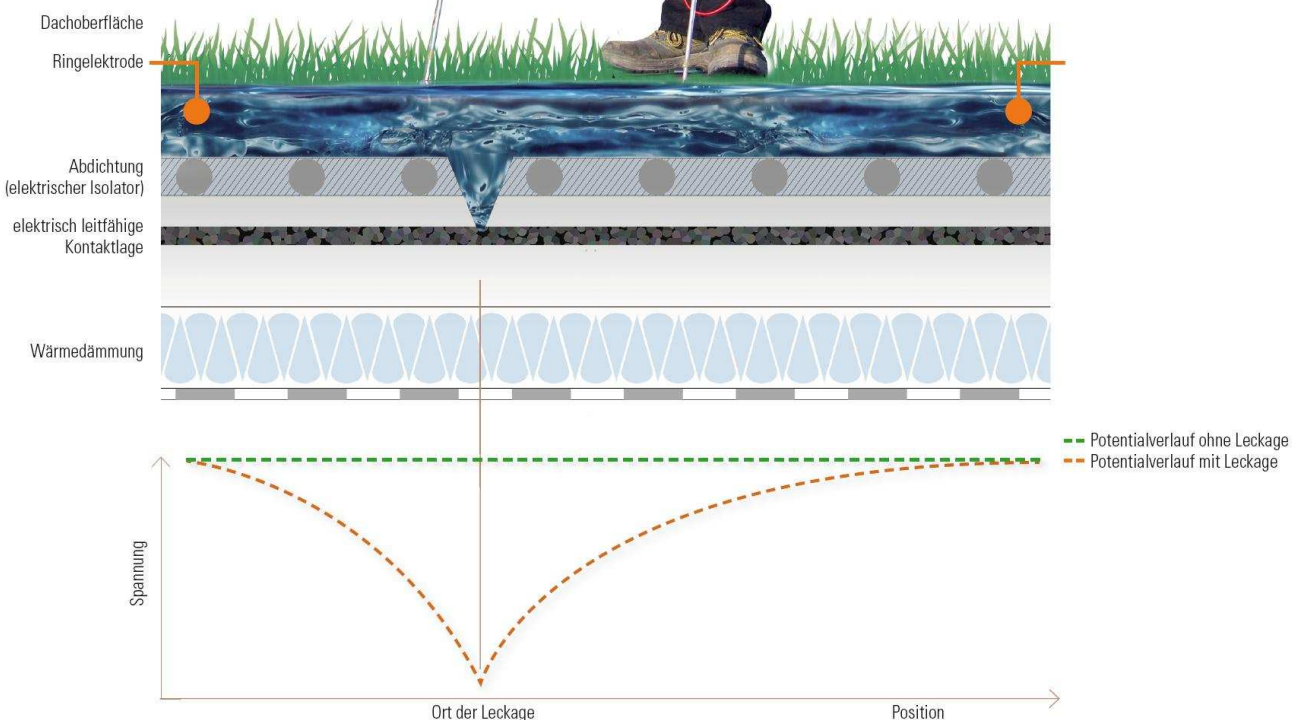 Dachoberfläche
Ringelektrode
Abdichtung
(elektrischer Isolator)
elektrisch leitfähige
Kontaktlage
Wärmedämmung
Potentialverlauf ohne Leckage
Potentialverlauf mit Leckage
Spannung
Ort der Leckage
Position